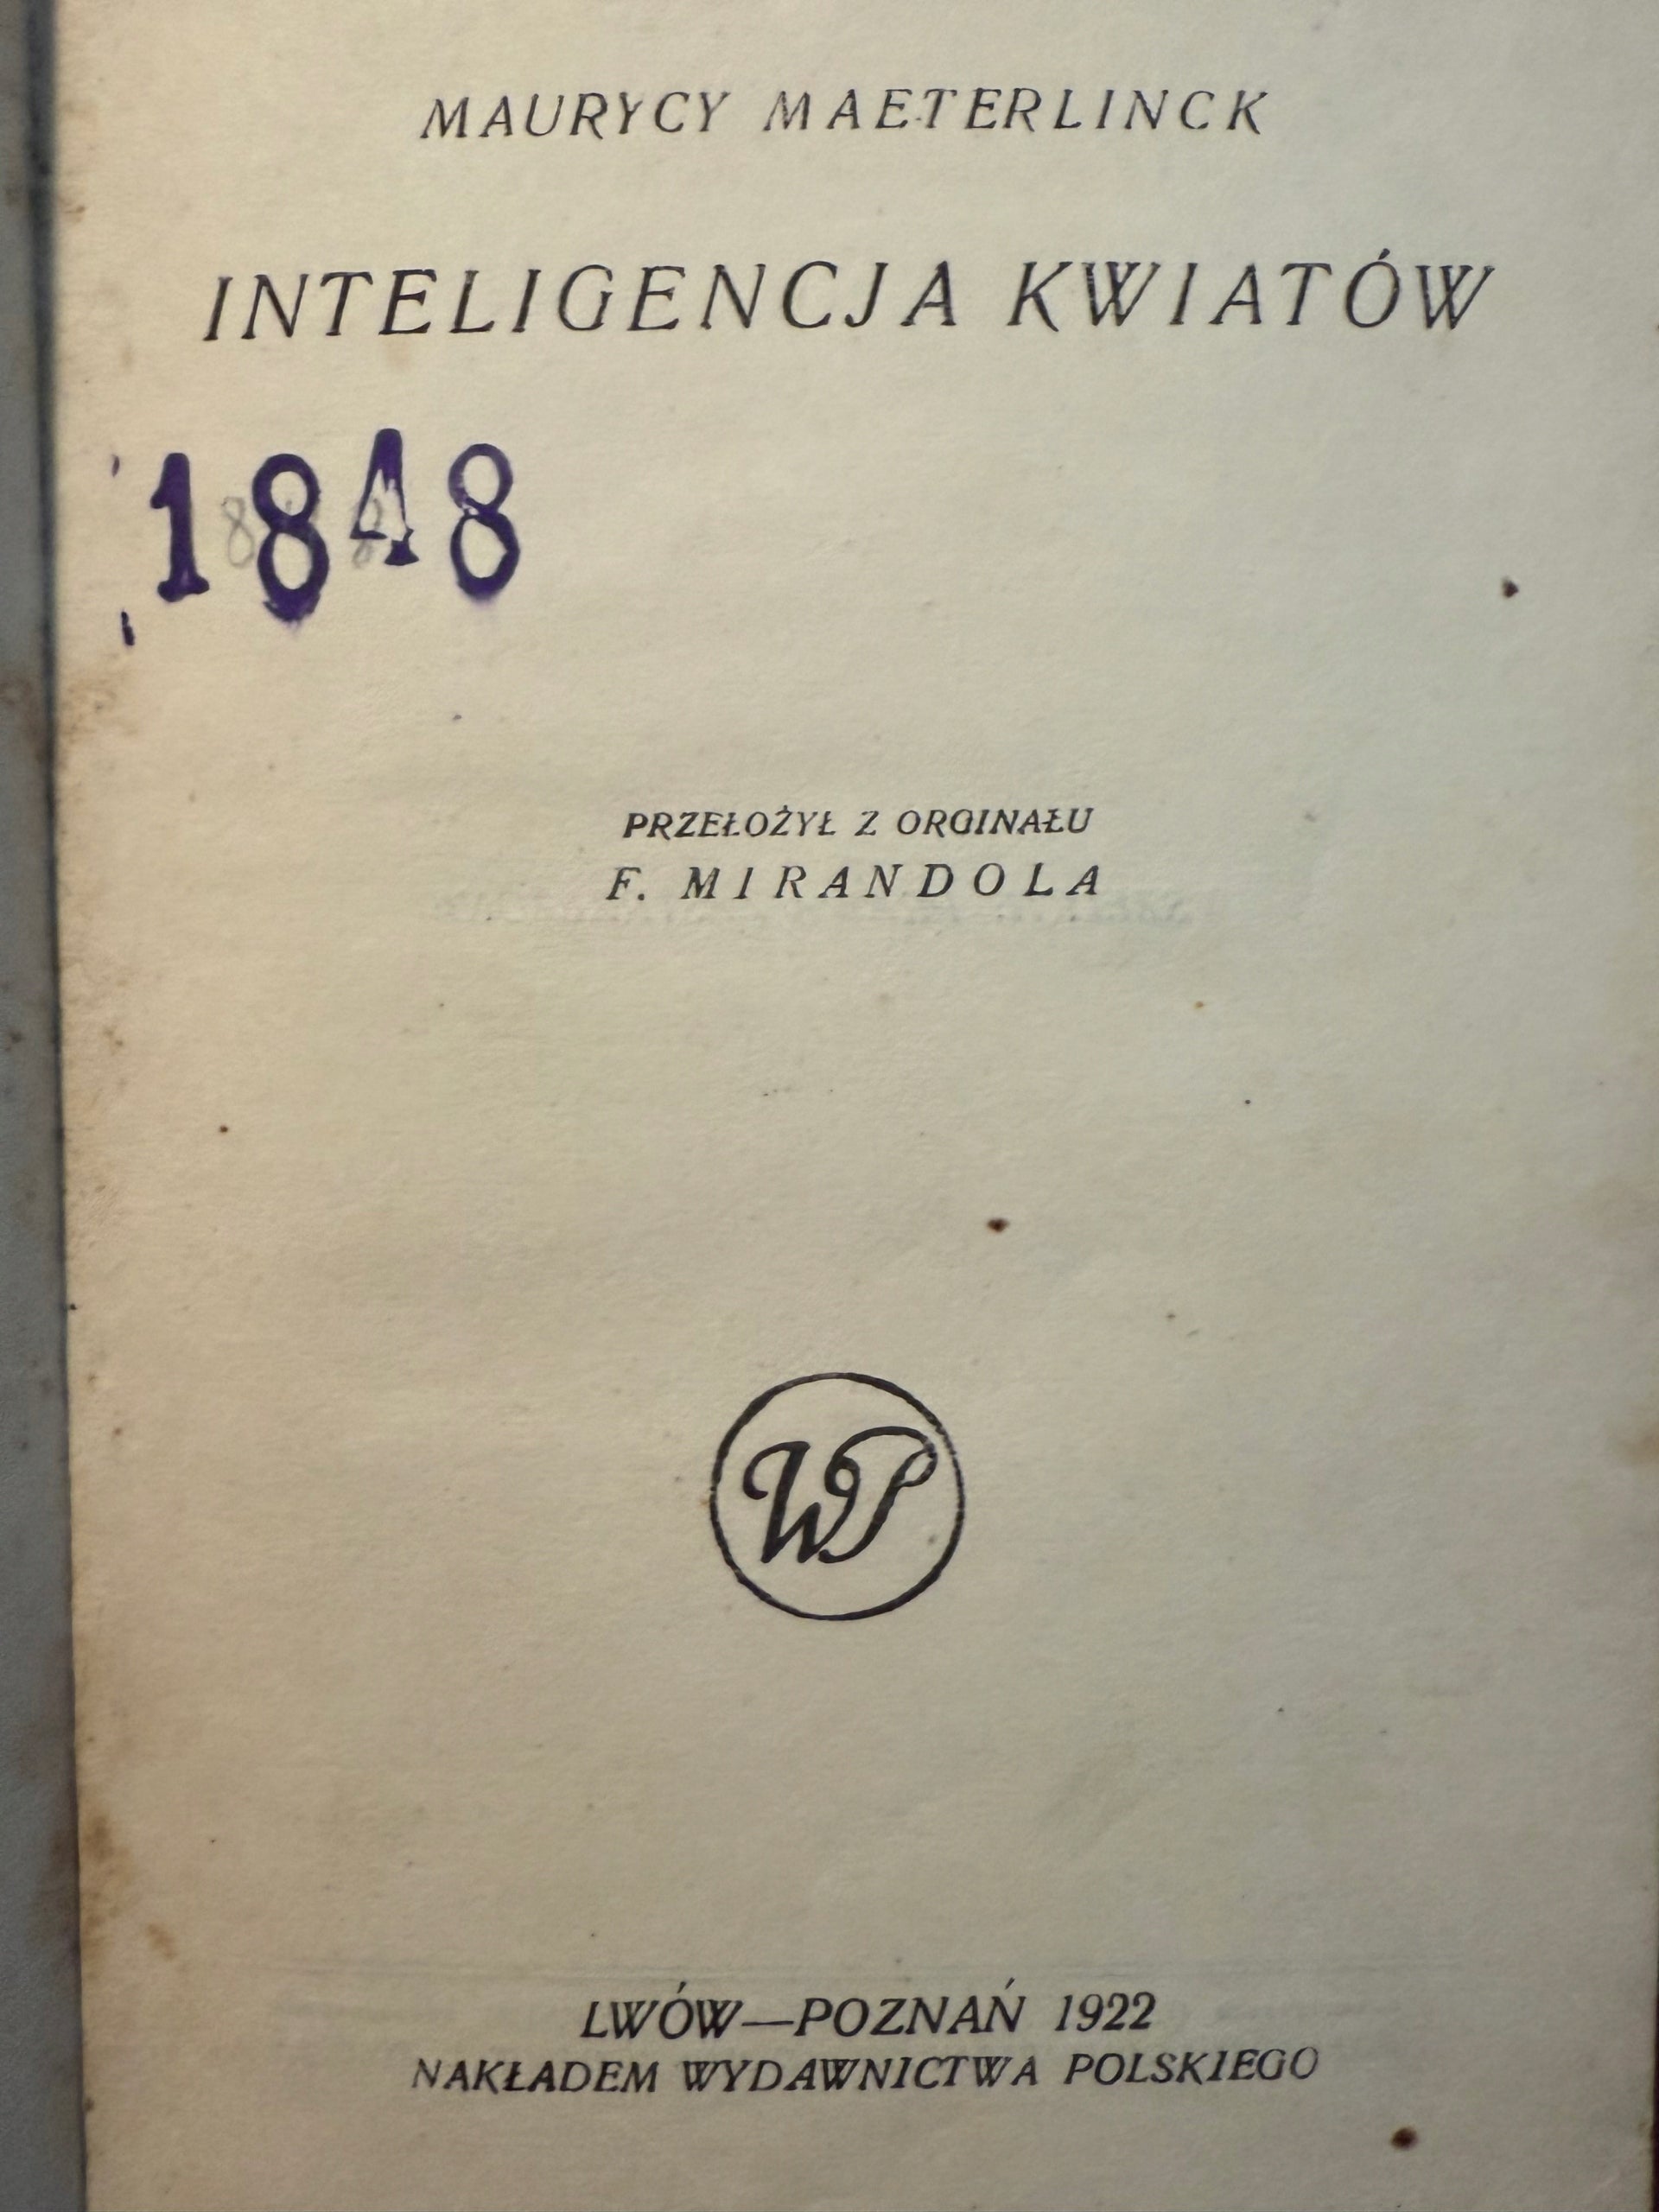 MAURYCY MAETERLINCK
INTELIGENCJA KWIATÓW
1848
PRZEŁOŻYŁ Z ORGINAŁU
F. MIRANDOLA
WP
LWÓW—POZNAŃ 1922
NAKŁADEM WYDAWNICTWA POLSKIEGO